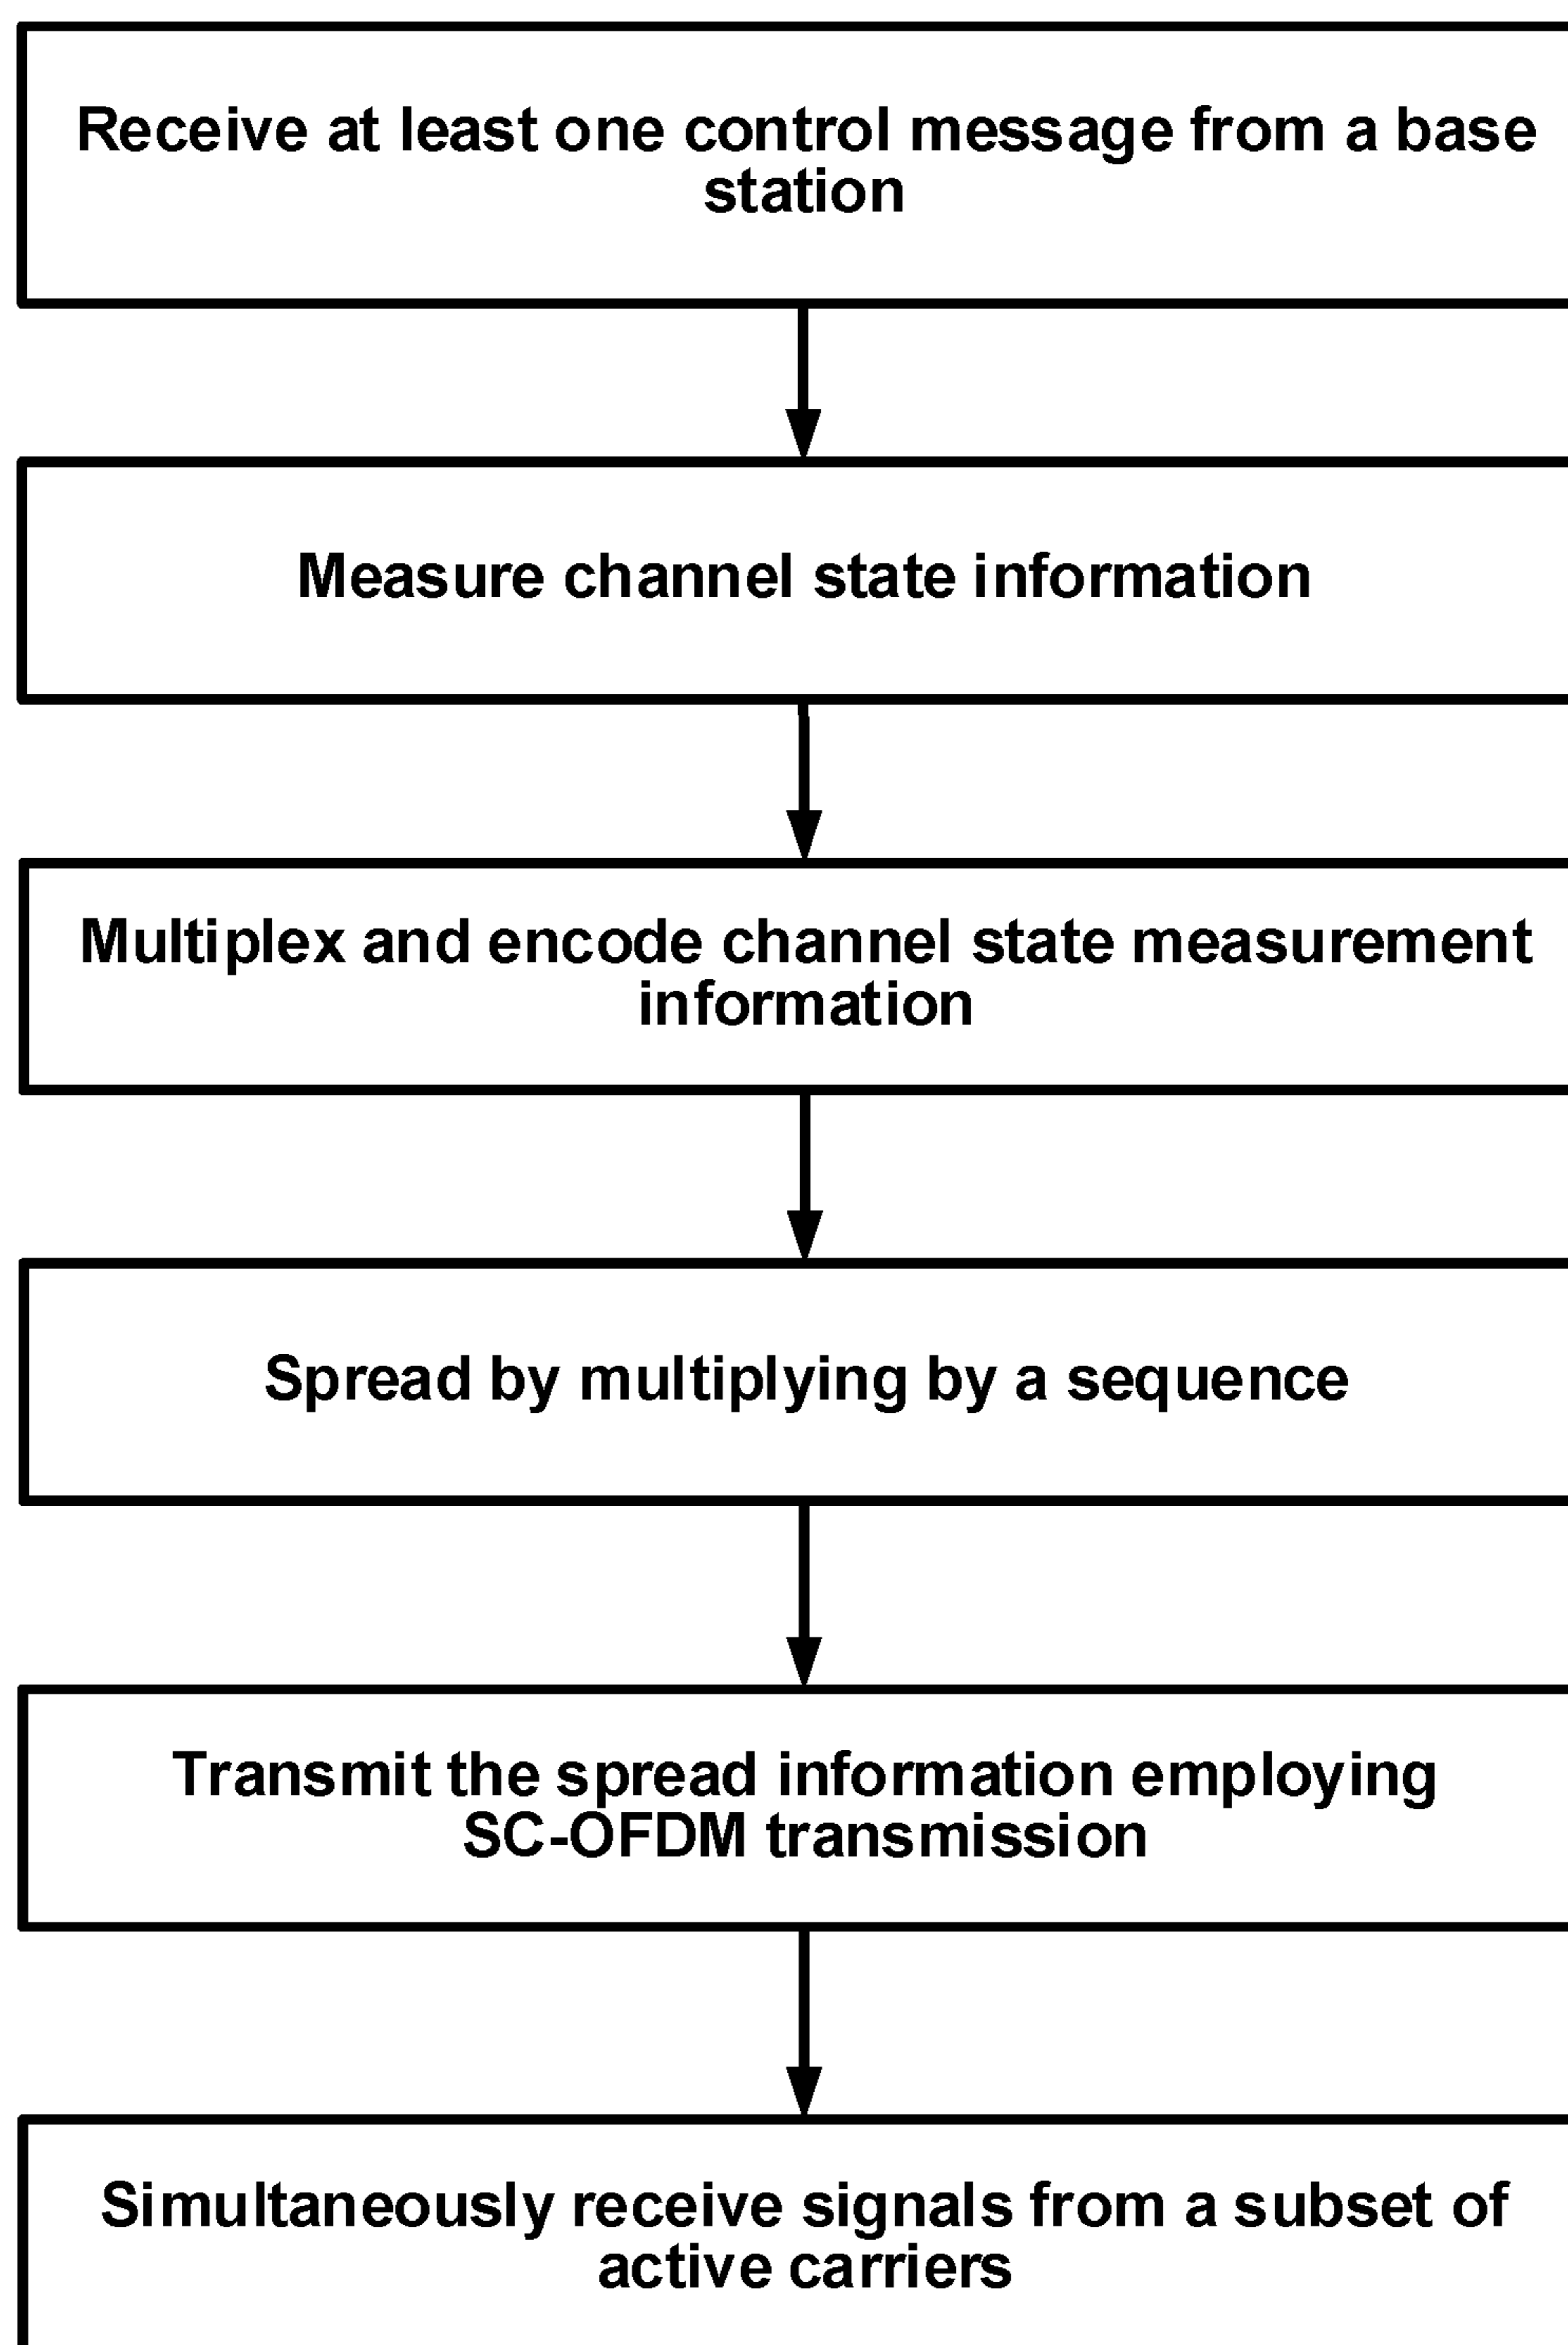 Receive at least one control message from a base
station
Measure channel state information
Multiplex and encode channel state measurement
information
Spread by multiplying by a sequence
Transmit the spread information employing
SC-OFDM transmission
Simultaneously receive signals from a subset of
active carriers